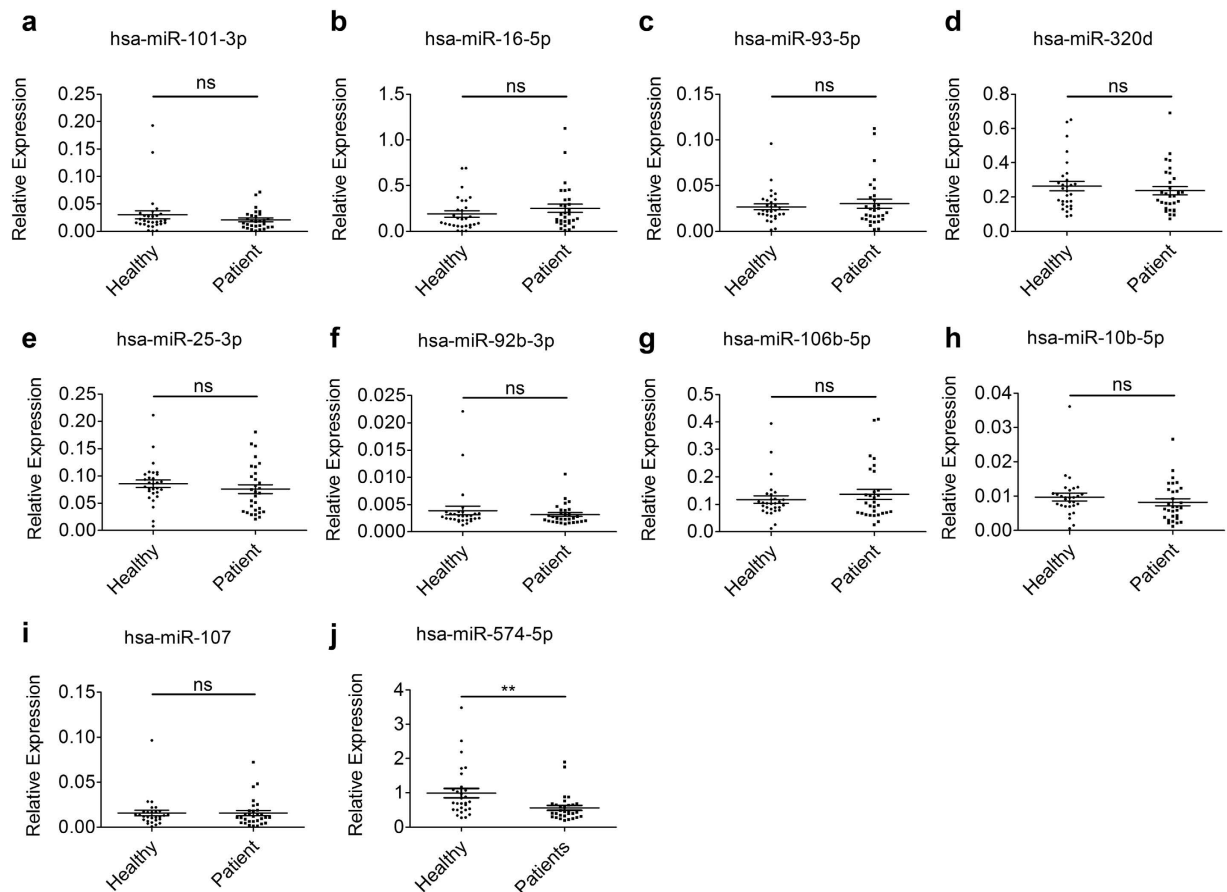 a
hsa-miR-101-3p
ns
Relative Expression
0.25
0.20
0.15
0.10
0.05
0.00
Healthy
Patient
b
hsa-miR-16-5p
ns
Relative Expression
1.5
1.0
0.5
0.0
Healthy
Patient
c
hsa-miR-93-5p
ns
Relative Expression
0.15
0.10
0.05
0.00
Healthy
Patient
d
hsa-miR-320d
ns
Relative Expression
0.8
0.6
0.4
0.2
0.0
Healthy
Patient
e
hsa-miR-25-3p
ns
Relative Expression
0.25
0.20
0.15
0.10
0.05
0.00
Healthy
Patient
f
hsa-miR-92b-3p
ns
Relative Expression
0.025
0.020
0.015
0.010
0.005
0.000
Healthy
Patient
g
hsa-miR-106b-5p
ns
Relative Expression
0.5
0.4
0.3
0.2
0.1
0.0
Healthy
Patient
h
hsa-miR-10b-5p
ns
Relative Expression
0.04
0.03
0.02
0.01
0.00
Healthy
Patient
i
hsa-miR-107
ns
Relative Expression
0.15
0.10
0.05
0.00
Healthy
Patient
j
hsa-miR-574-5p
**
Relative Expression
4
3
2
1
0
Healthy
Patients